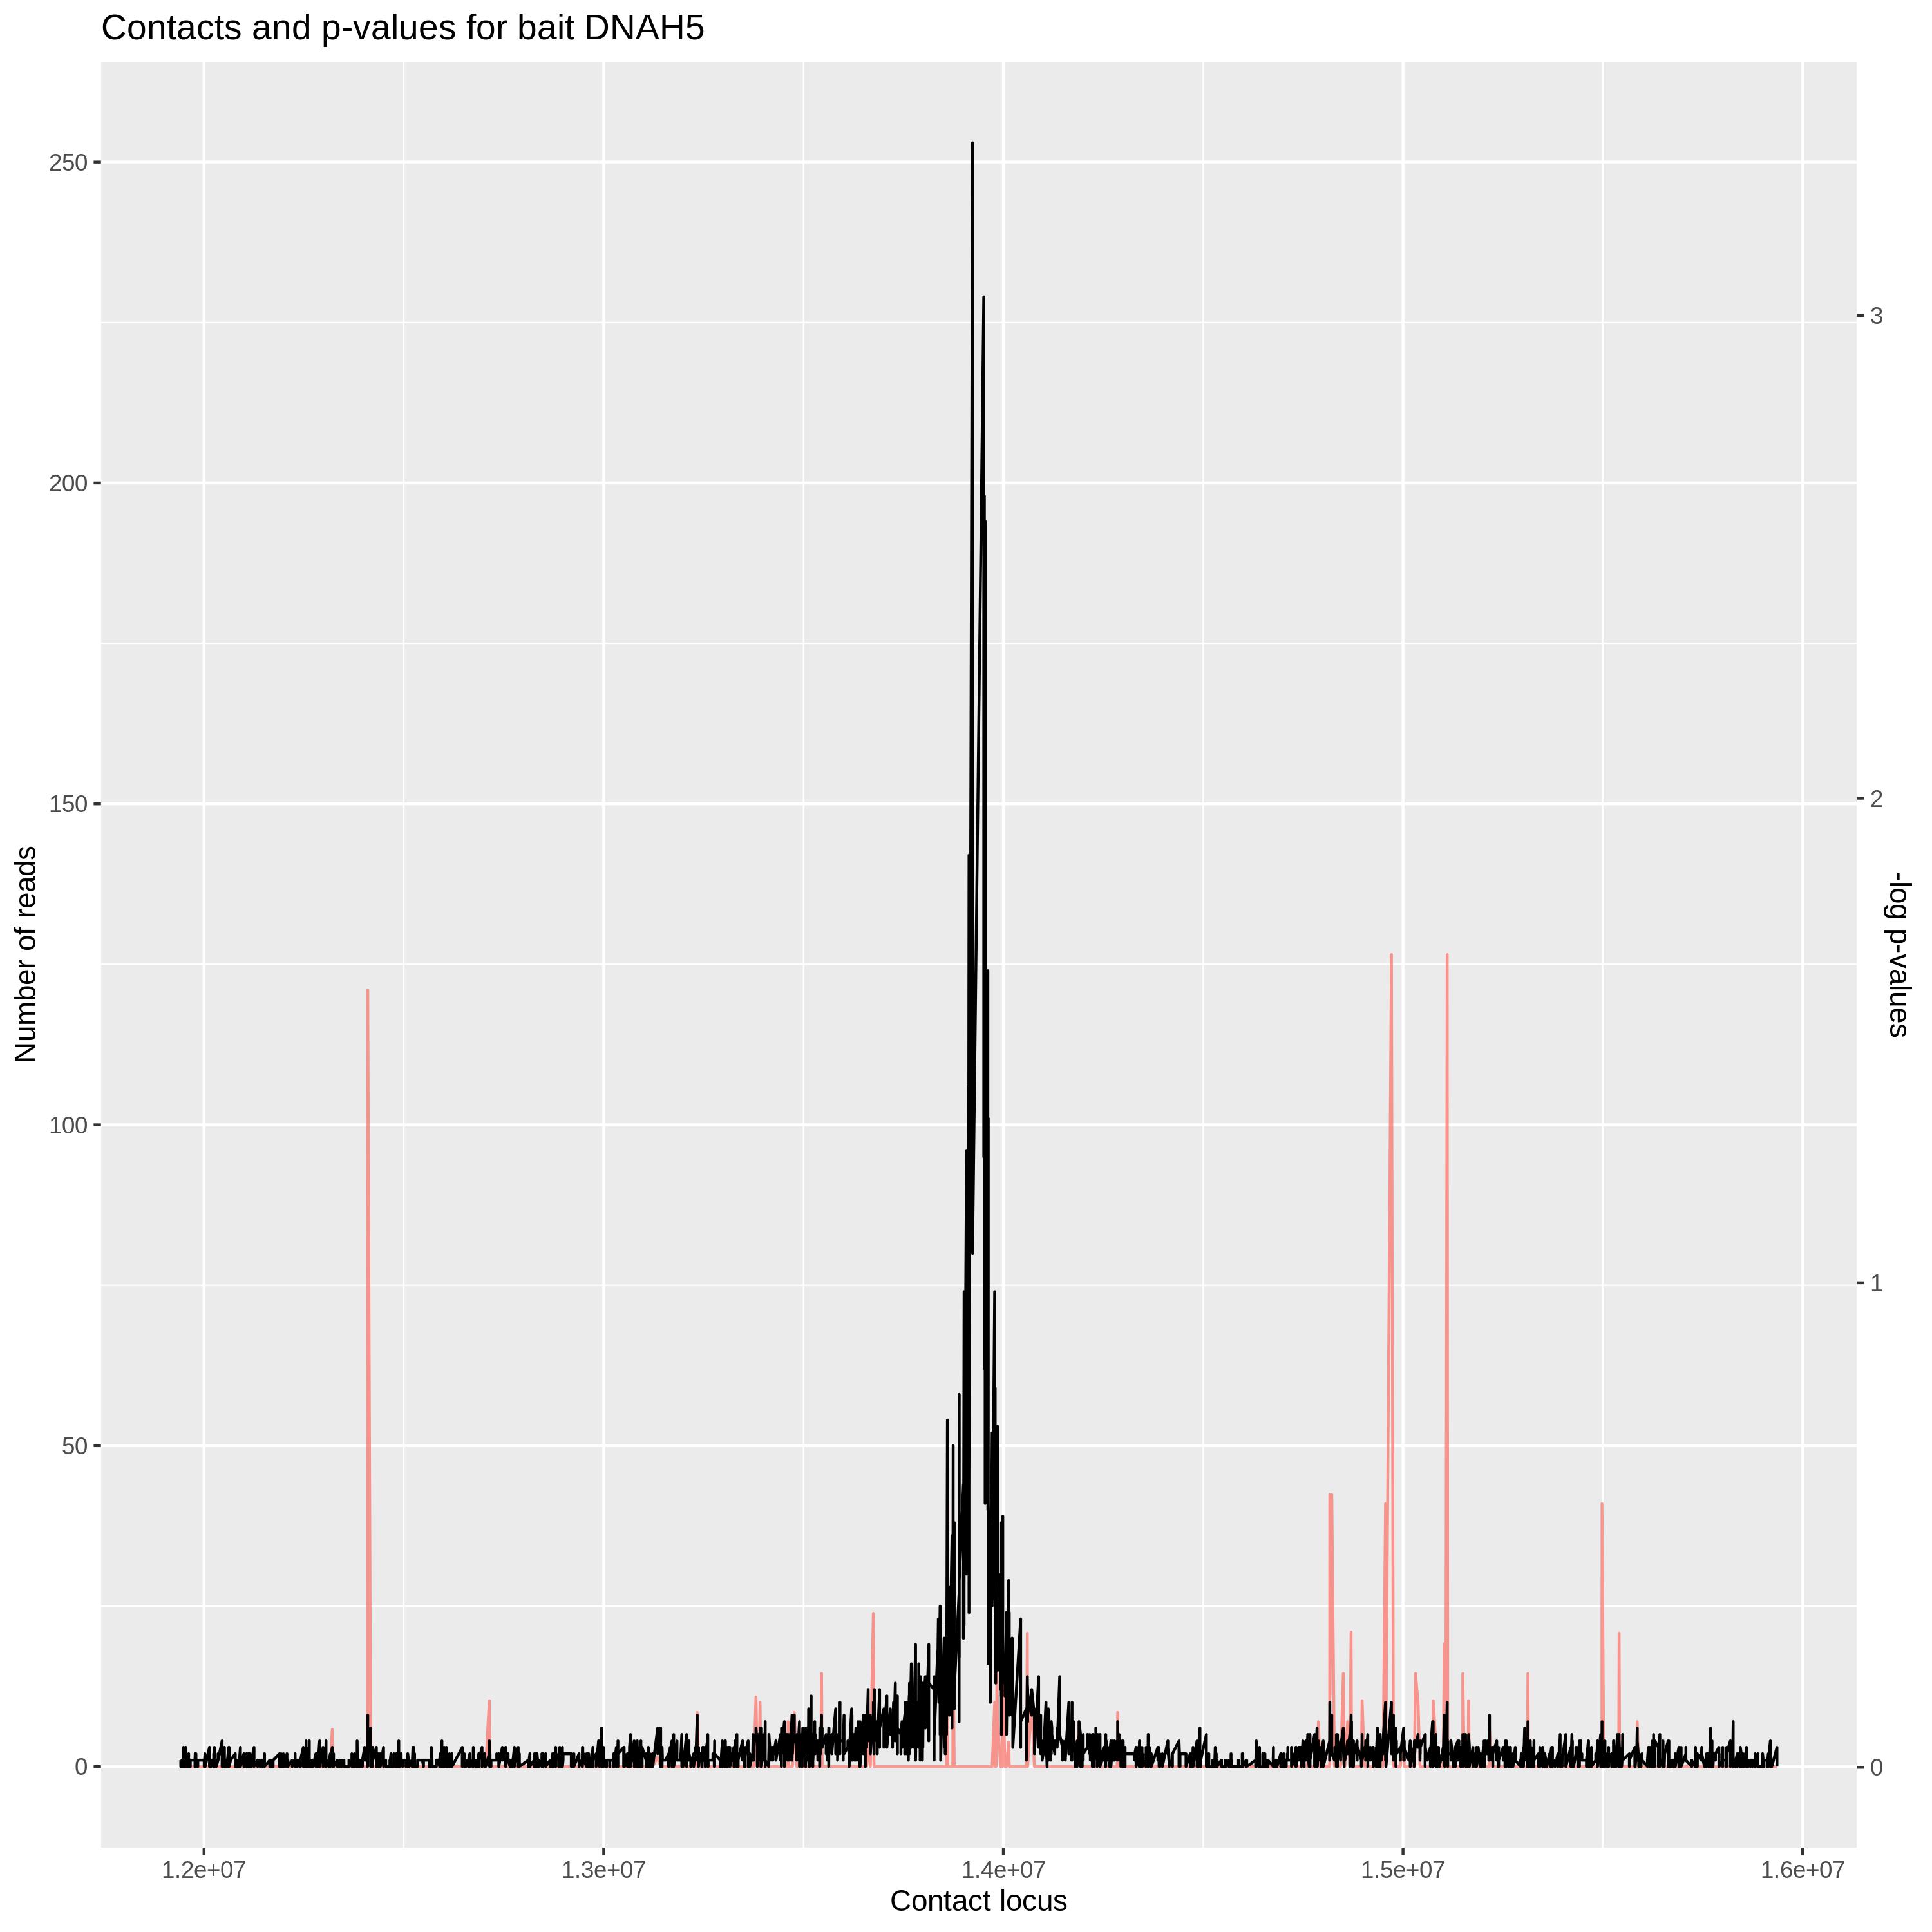 Contacts and p-values for bait DNAH5
Number of reads
250
200
150
100
50
0
3
2
1
0
-log p-values
1.2e+07 1.3e+07 1.4e+07 1.5e+07 1.6e+07
Contact locus